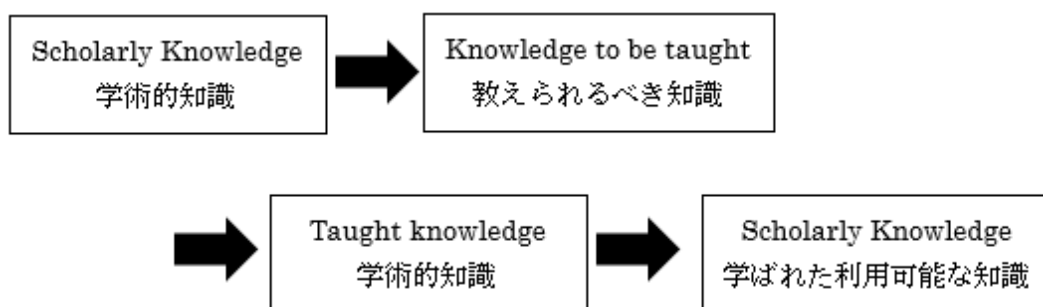 Scholarly Knowledge
学術的知識
Knowledge to be taught
教えられるべき知識
Taught knowledge
学術的知識
Scholarly Knowledge
学ばれた利用可能な知識